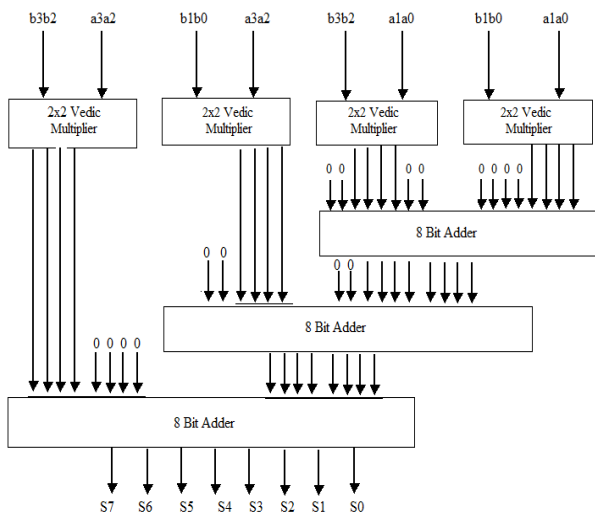 b3b2 a3a2 b1b0 a3a2 b3b2 a1a0 b1b0 a1a0
2x2 Vedic Multiplier
2x2 Vedic Multiplier
2x2 Vedic Multiplier
2x2 Vedic Multiplier
0 0 0 0 0 0 0 0
8 Bit Adder
0 0 0 0
8 Bit Adder
0 0 0 0
8 Bit Adder
S7 S6 S5 S4 S3 S2 S1 S0